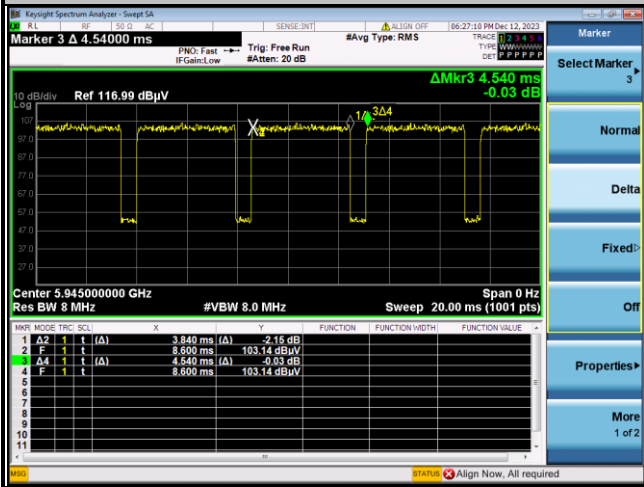 Keysight Spectrum Analyzer - Swept SA
RL RF 50 Ω AC SENSE:INT ALIGN OFF 06:27:10 PM Dec 12, 2023
Marker 3 Δ 4.54000 ms
#Avg Type: RMS
TRACE 1 2 3 4 5 6
TYPE WWWWWW
DET P P P P P P
PNO: Fast
IFGain:Low
Trig: Free Run
#Atten: 20 dB
ΔMkr3 4.540 ms
-0.03 dB
10 dB/div
Log
Ref 116.99 dBµV
107
97.0
87.0
77.0
67.0
57.0
47.0
37.0
27.0
3Δ4
Center 5.945000000 GHz
Span 0 Hz
Res BW 8 MHz
#VBW 8.0 MHz
Sweep 20.00 ms (1001 pts)
MKR MODE TRC SCL X Y FUNCTION FUNCTION WIDTH FUNCTION VALUE
1 Δ2 1 t (Δ) 3.840 ms (Δ) -2.15 dB
2 F 1 t 8.600 ms 103.14 dBµV
3 Δ4 1 t (Δ) 4.540 ms (Δ) -0.03 dB
4 F 1 t 8.600 ms 103.14 dBµV
5
6
7
8
9
10
11
MSG
STATUS Align Now, All required
Marker
Select Marker
3
Normal
Delta
Fixed
Off
Properties
More
1 of 2